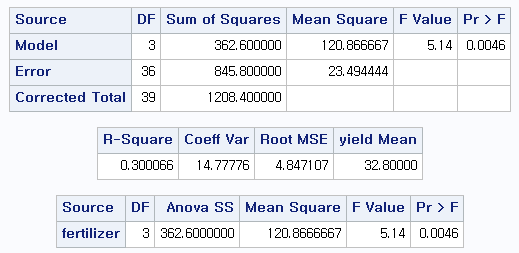 Source DF Sum of Squares Mean Square F Value Pr > F
Model 3 362.600000 120.866667 5.14 0.0046
Error 36 845.800000 23.494444
Corrected Total 39 1208.400000
R-Square Coeff Var Root MSE yield Mean
0.300066 14.77776 4.847107 32.80000
Source DF Anova SS Mean Square F Value Pr > F
fertilizer 3 362.6000000 120.8666667 5.14 0.0046